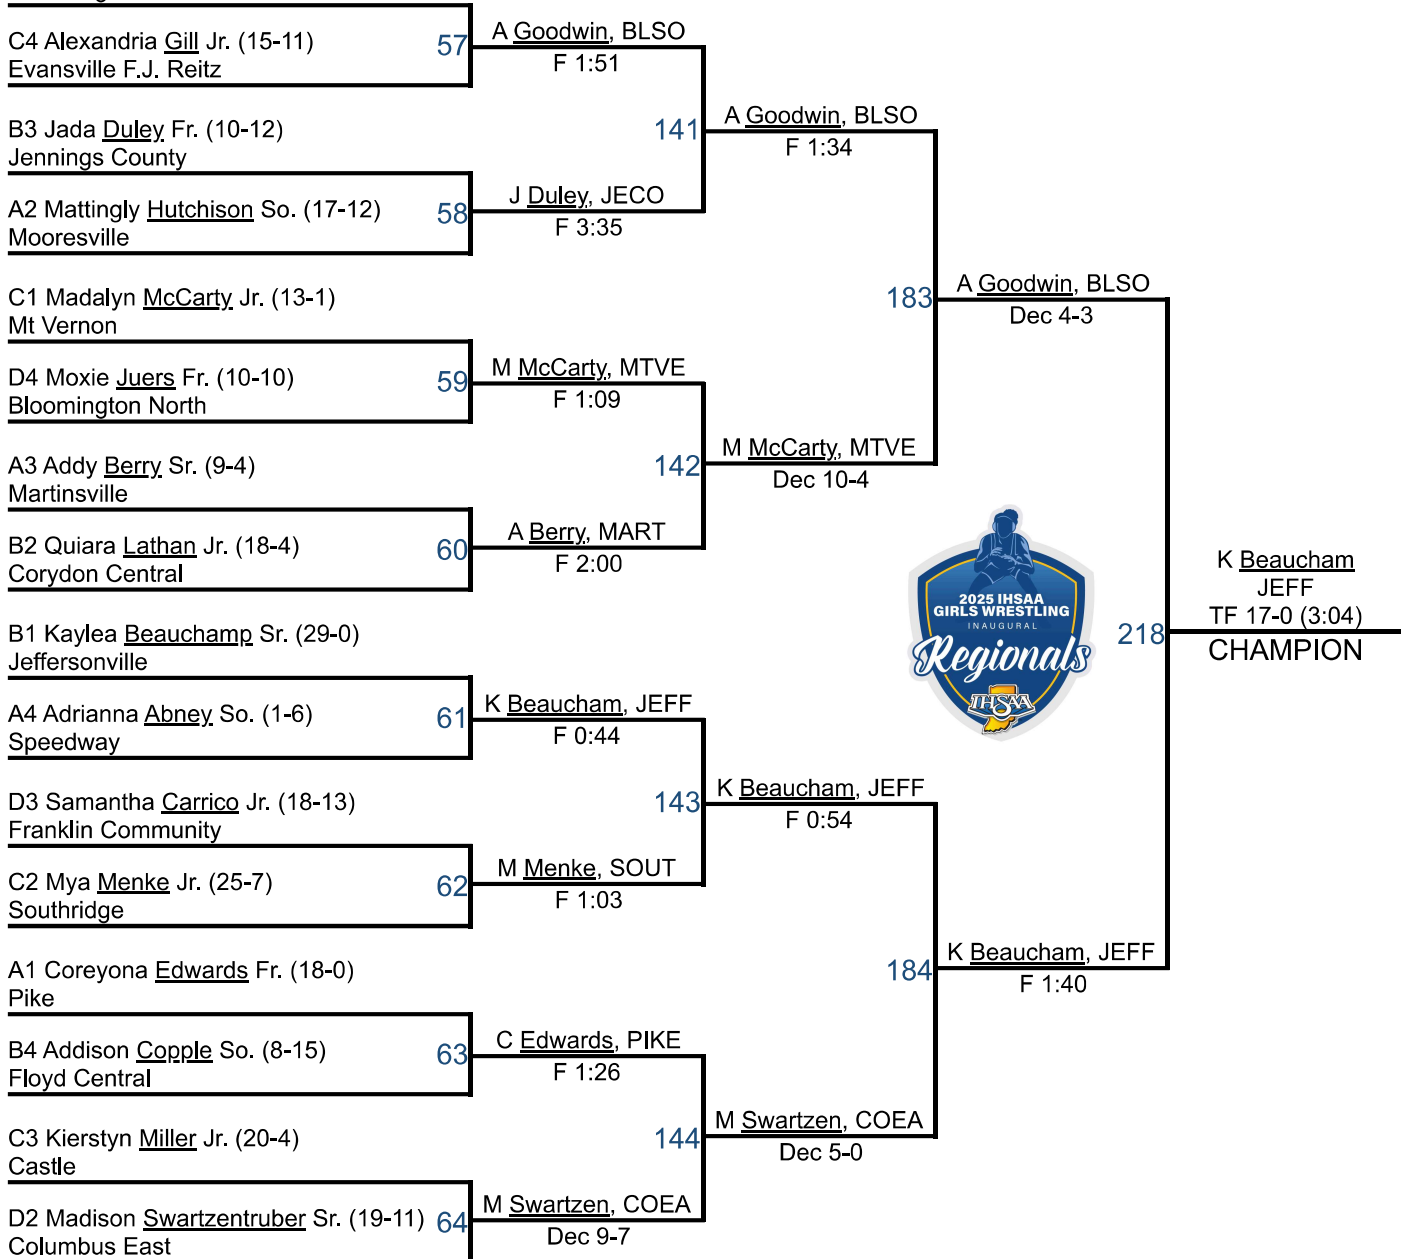 C4 Alexandria Gill Jr. (15-11)
Evansville F.J. Reitz
57
A Goodwin, BLSO
F 1:51
B3 Jada Duley Fr. (10-12)
Jennings County
141
A Goodwin, BLSO
F 1:34
A2 Mattingly Hutchison So. (17-12)
Mooresville
58
J Duley, JECO
F 3:35
C1 Madalyn McCarty Jr. (13-1)
Mt Vernon
183
A Goodwin, BLSO
Dec 4-3
D4 Moxie Juers Fr. (10-10)
Bloomington North
59
M McCarty, MTVE
F 1:09
A3 Addy Berry Sr. (9-4)
Martinsville
142
M McCarty, MTVE
Dec 10-4
B2 Quiara Lathan Jr. (18-4)
Corydon Central
60
A Berry, MART
F 2:00
2025 IHSAA
GIRLS WRESTLING
INAUGURAL
Regionals
IHSAA
218
K Beaucham
JEFF
TF 17-0 (3:04)
CHAMPION
B1 Kaylea Beauchamp Sr. (29-0)
Jeffersonville
A4 Adrianna Abney So. (1-6)
Speedway
61
K Beaucham, JEFF
F 0:44
D3 Samantha Carrico Jr. (18-13)
Franklin Community
143
K Beaucham, JEFF
F 0:54
C2 Mya Menke Jr. (25-7)
Southridge
62
M Menke, SOUT
F 1:03
A1 Coreyona Edwards Fr. (18-0)
Pike
184
K Beaucham, JEFF
F 1:40
B4 Addison Copple So. (8-15)
Floyd Central
63
C Edwards, PIKE
F 1:26
C3 Kierstyn Miller Jr. (20-4)
Castle
144
M Swartzen, COEA
Dec 5-0
D2 Madison Swartzentruber Sr. (19-11)
Columbus East
64
M Swartzen, COEA
Dec 9-7